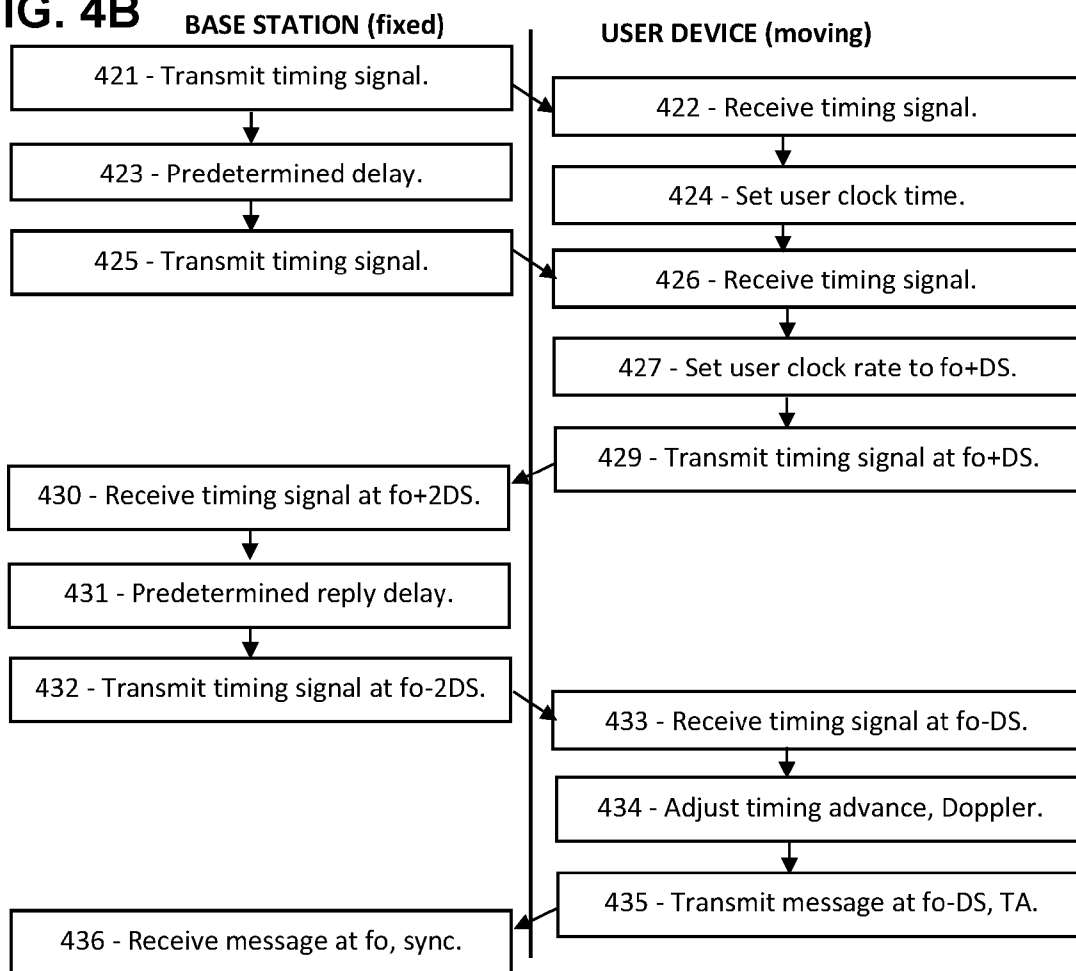 IG. 4B
BASE STATION (fixed)
USER DEVICE (moving)
421 - Transmit timing signal.
422 - Receive timing signal.
423 - Predetermined delay.
424 - Set user clock time.
425 - Transmit timing signal.
426 - Receive timing signal.
427 - Set user clock rate to fo+DS.
429 - Transmit timing signal at fo+DS.
430 - Receive timing signal at fo+2DS.
431 - Predetermined reply delay.
432 - Transmit timing signal at fo-2DS.
433 - Receive timing signal at fo-DS.
434 - Adjust timing advance, Doppler.
435 - Transmit message at fo-DS, TA.
436 - Receive message at fo, sync.